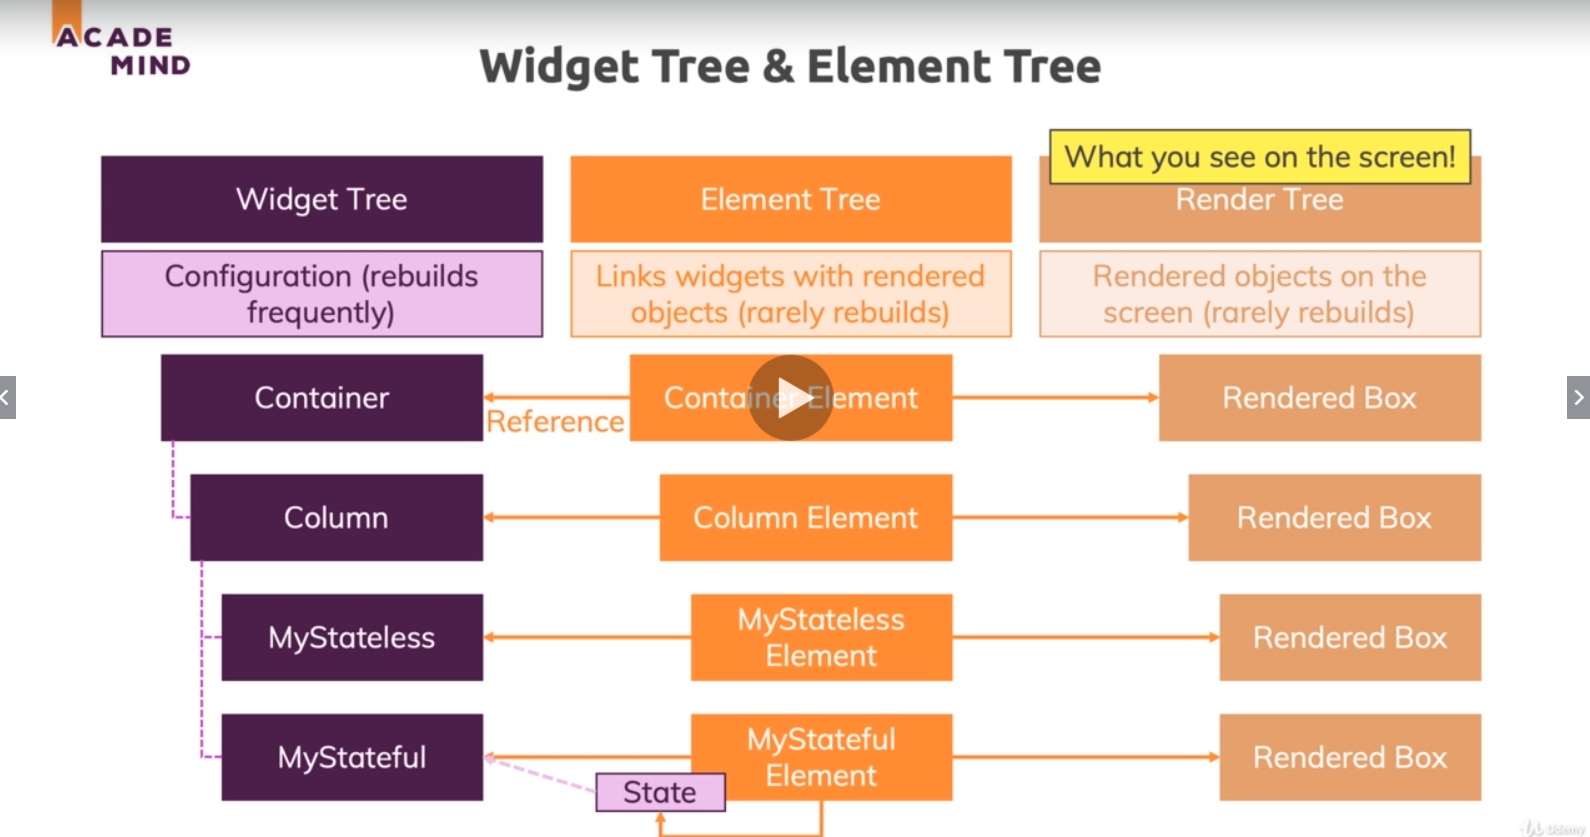 ACADE
MIND
Widget Tree & Element Tree
What you see on the screen!
Widget Tree
Element Tree
Render Tree
Configuration (rebuilds
frequently)
Links widgets with rendered
objects (rarely rebuilds)
Rendered objects on the
screen (rarely rebuilds)
Container
Reference
Container Element
Rendered Box
Column
Column Element
Rendered Box
MyStateless
MyStateless
Element
Rendered Box
MyStateful
MyStateful
Element
Rendered Box
State
Udemy